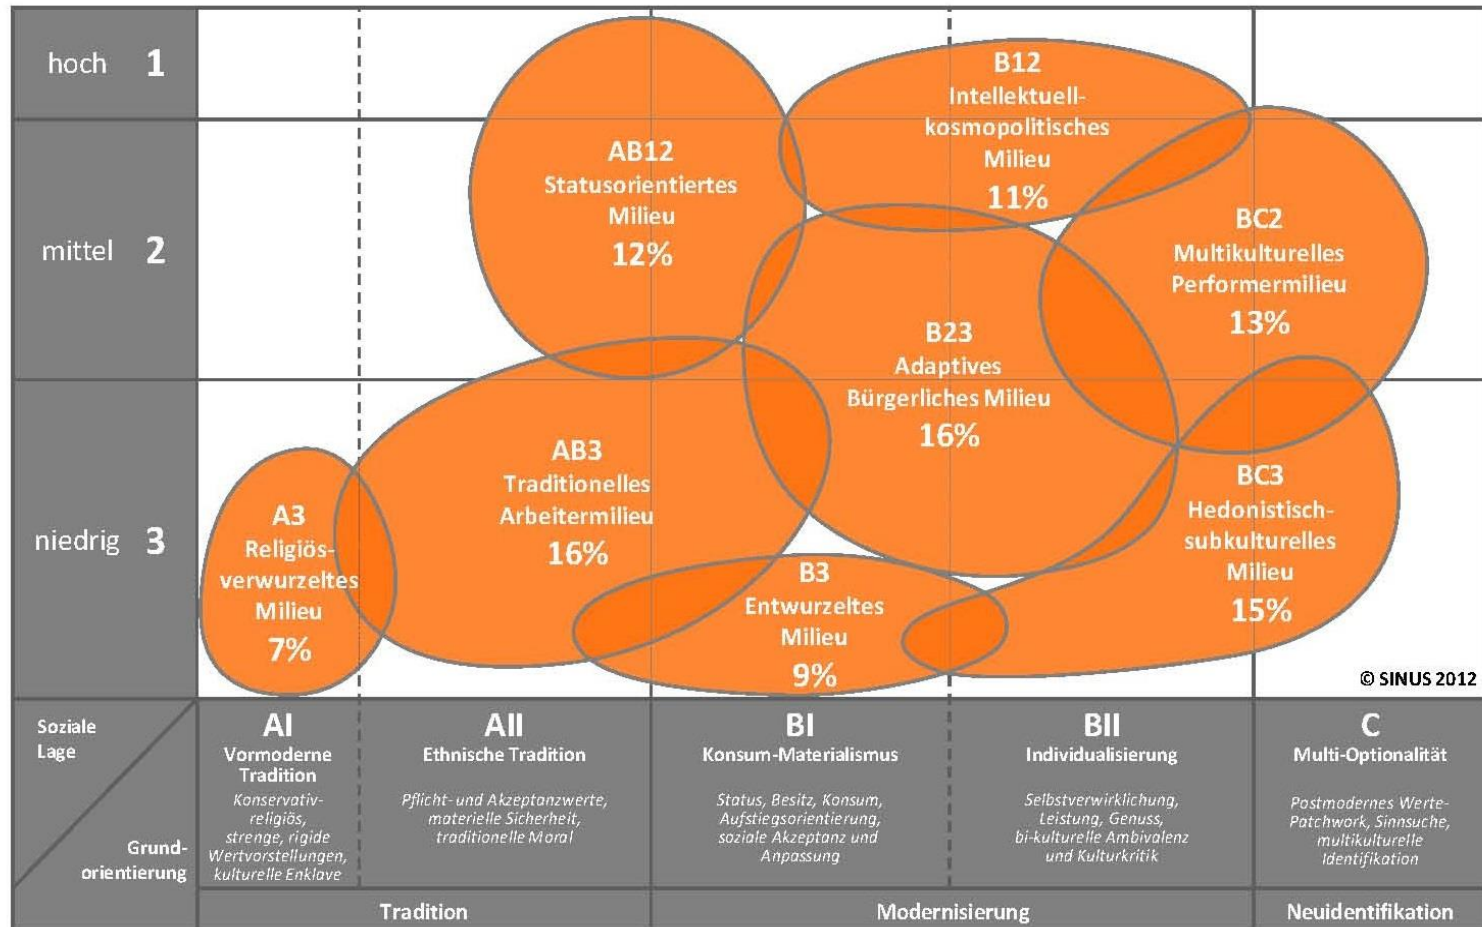 hoch 1
mittel 2
niedrig 3
AB12
Statusorientiertes
Milieu
12%
B12
Intellektuell-
kosmopolitisches
Milieu
11%
BC2
Multikulturelles
Performermilieu
13%
B23
Adaptives
Bürgerliches Milieu
16%
AB3
Traditionelles
Arbeitermilieu
16%
A3
Religiös-
verwurzeltes
Milieu
7%
B3
Entwurzeltes
Milieu
9%
BC3
Hedonistisch-
subkulturelles
Milieu
15%
© SINUS 2012
Soziale
Lage
Grund-
orientierung
AI
Vormoderne
Tradition
Konservativ-
religiös,
strenge, rigide
Wertvorstellungen,
kulturelle Enklave
AII
Ethnische Tradition
Pflicht- und Akzeptanzwerte,
materielle Sicherheit,
traditionelle Moral
BI
Konsum-Materialismus
Status, Besitz, Konsum,
Aufstiegsorientierung,
soziale Akzeptanz und
Anpassung
BII
Individualisierung
Selbstverwirklichung,
Leistung, Genuss,
bi-kulturelle Ambivalenz
und Kulturkritik
C
Multi-Optionalität
Postmodernes Werte-
Patchwork, Sinnsuche,
multikulturelle
Identifikation
Tradition
Modernisierung
Neuidentifikation